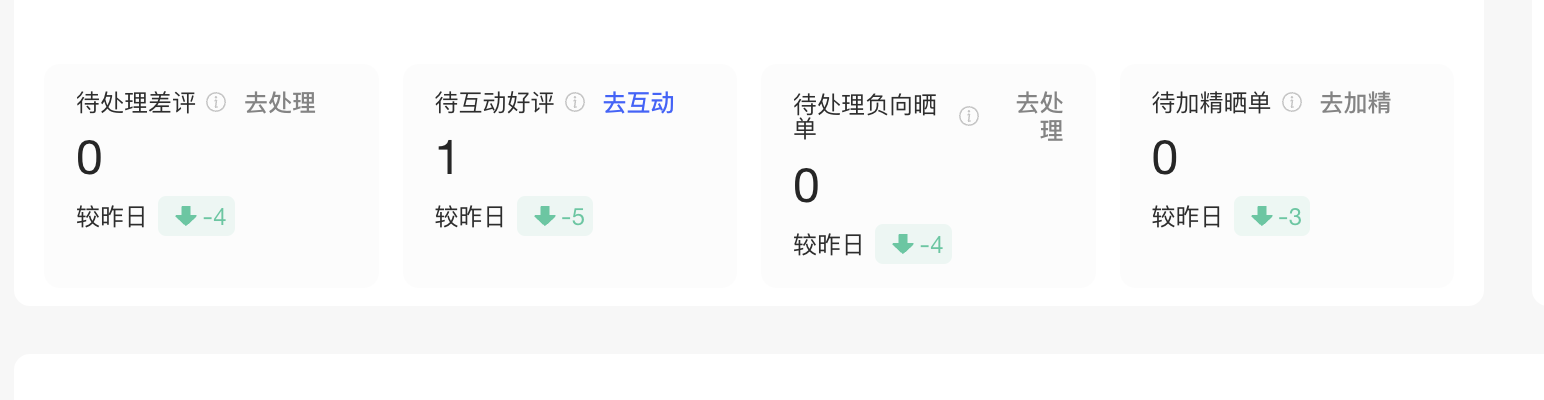 待处理差评 去处理
0
较昨日 -4
待互动好评 去互动
1
较昨日 -5
待处理负向晒
单
去处
理
0
较昨日 -4
待加精晒单 去加精
0
较昨日 -3